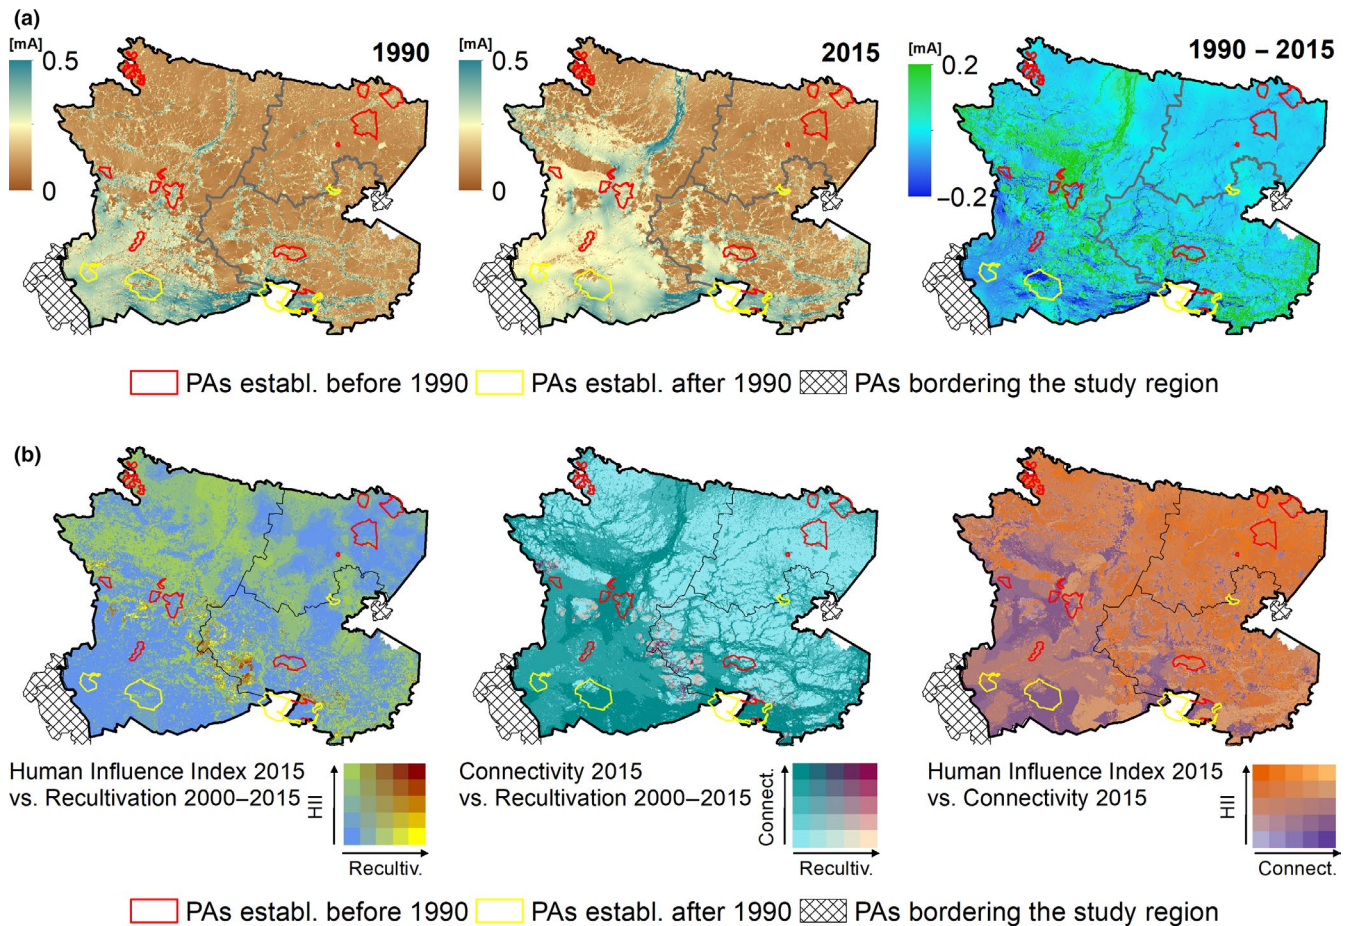 (a)
[mA]
0.5
0
1990
[mA]
0.5
0
2015
[mA]
0.2
−0.2
1990 – 2015
PAs establ. before 1990
PAs establ. after 1990
PAs bordering the study region
(b)
Human Influence Index 2015
vs. Recultivation 2000–2015
HII
Recultiv.
Connectivity 2015
vs. Recultivation 2000–2015
Connect.
Recultiv.
Human Influence Index 2015
vs. Connectivity 2015
HII
Connect.
PAs establ. before 1990
PAs establ. after 1990
PAs bordering the study region